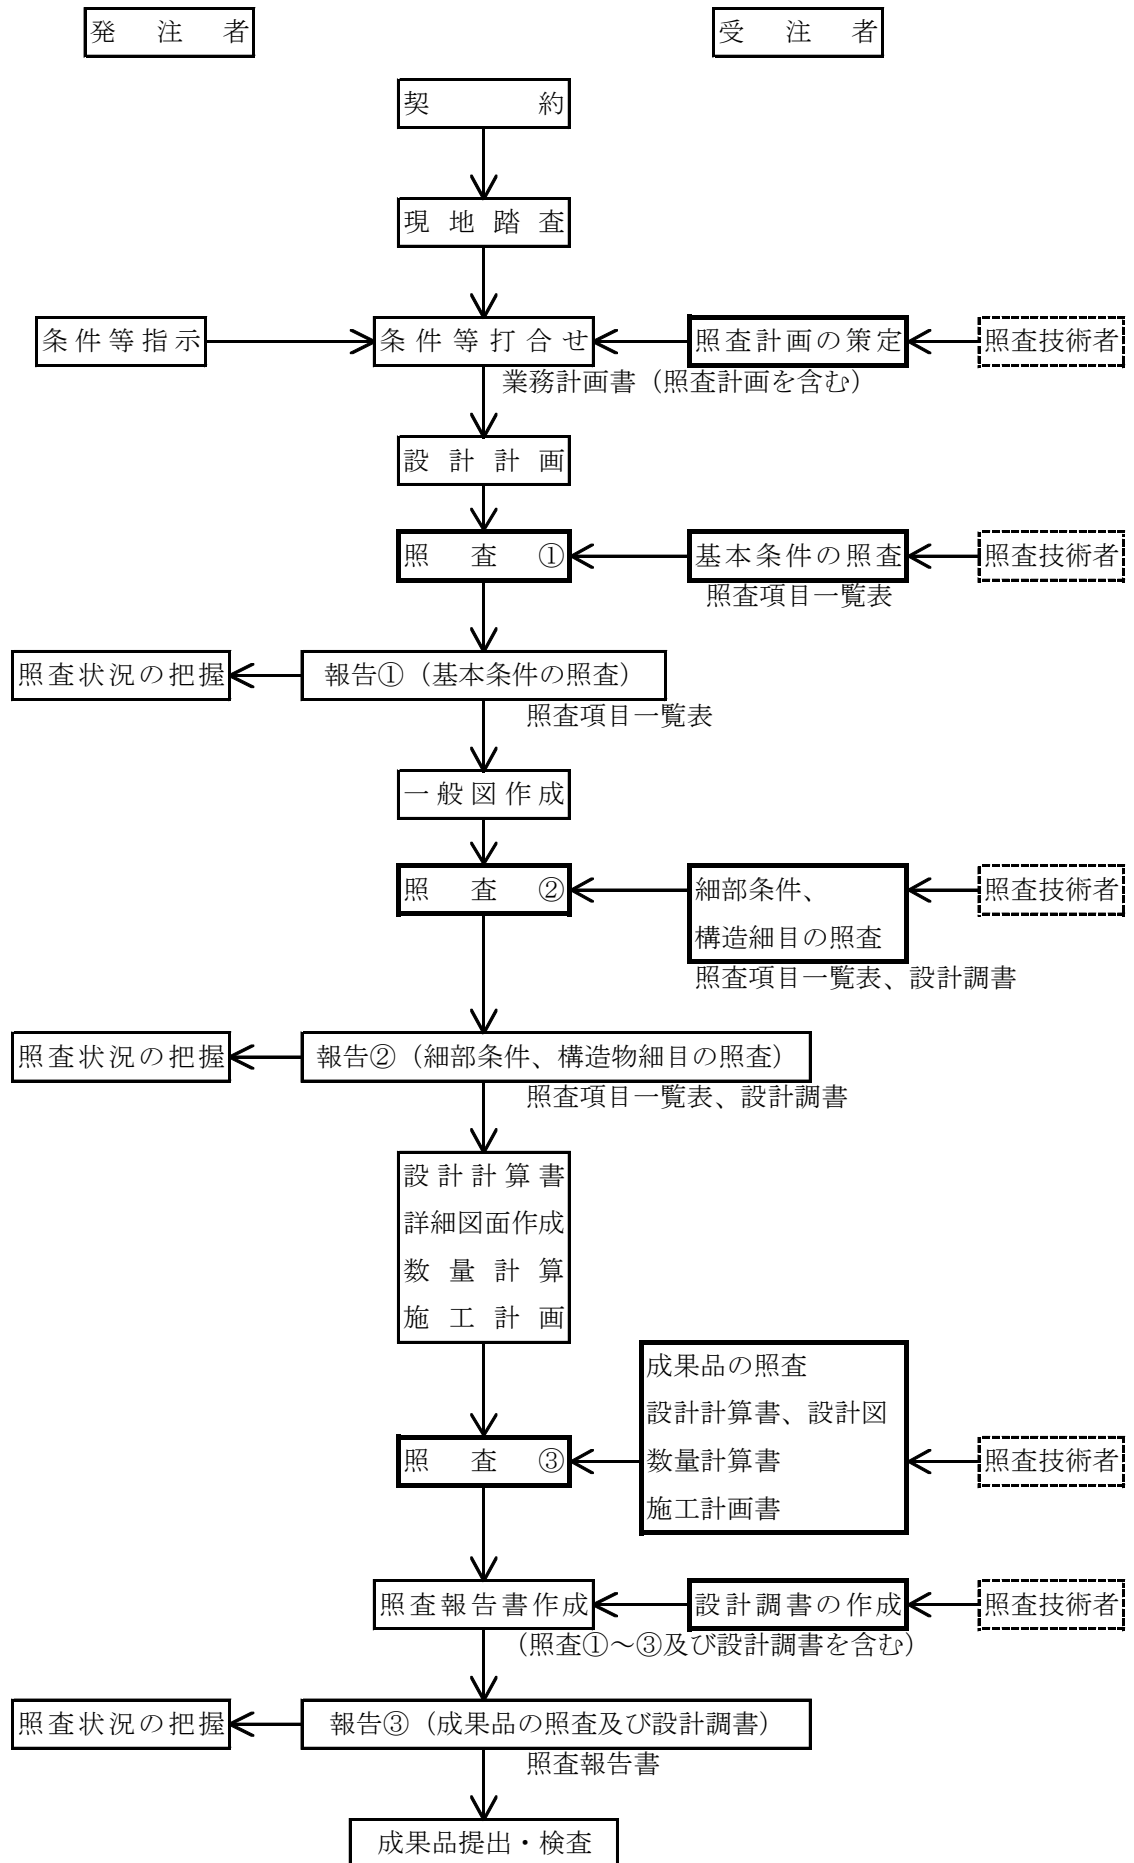 発注者
受注者
契約
現地踏査
条件等指示
条件等打合せ
照査計画の策定
照査技術者
業務計画書（照査計画を含む）
設計計画
照査①
基本条件の照査
照査技術者
照査項目一覧表
照査状況の把握
報告①（基本条件の照査）
照査項目一覧表
一般図作成
照査②
細部条件、
構造細目の照査
照査技術者
照査項目一覧表、設計調書
照査状況の把握
報告②（細部条件、構造物細目の照査）
照査項目一覧表、設計調書
設計計算書
詳細図面作成
数量計算
施工計画
成果品の照査
設計計算書、設計図
数量計算書
施工計画書
照査③
照査技術者
照査報告書作成
設計調書の作成
照査技術者
（照査①～③及び設計調書を含む）
照査状況の把握
報告③（成果品の照査及び設計調書）
照査報告書
成果品提出・検査